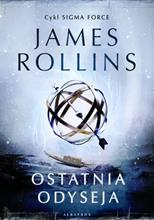 Cykl SIGMA FORCE
JAMES
ROLLINS
OSTATNIA
ODYSEJA
ALBATROS